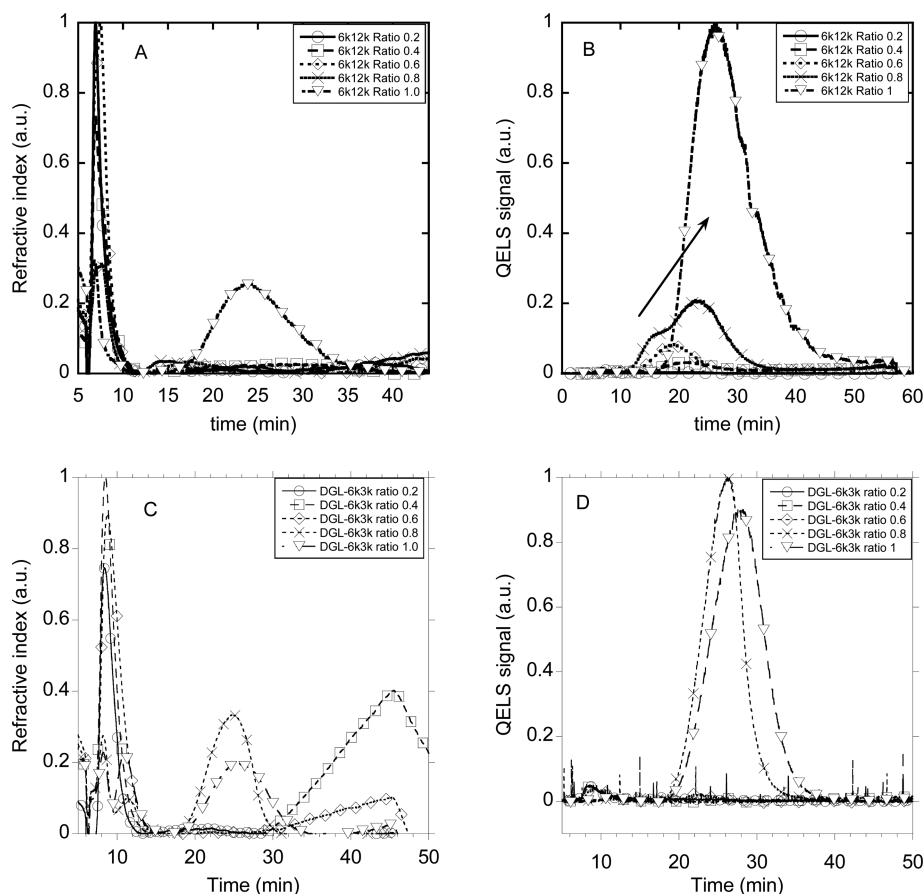 A
6k12k Ratio 0.2
6k12k Ratio 0.4
6k12k Ratio 0.6
6k12k Ratio 0.8
6k12k Ratio 1.0
Refractive index (a.u.)
1
0.8
0.6
0.4
0.2
0
5 10 15 20 25 30 35 40
time (min)
B
6k12k Ratio 0.2
6k12k Ratio 0.4
6k12k Ratio 0.6
6k12k Ratio 0.8
6k12k Ratio 1
QELS signal (a.u.)
1
0.8
0.6
0.4
0.2
0
0 10 20 30 40 50 60
time (min)
C
DGL-6k3k ratio 0.2
DGL-6k3k ratio 0.4
DGL-6k3k ratio 0.6
DGL-6k3k ratio 0.8
DGL-6k3k ratio 1.0
Refractive index (a.u.)
1
0.8
0.6
0.4
0.2
0
10 20 30 40 50
Time (min)
D
DGL-6k3k ratio 0.2
DGL-6k3k ratio 0.4
DGL-6k3k ratio 0.6
DGL-6k3k ratio 0.8
DGL-6k3k ratio 1
QELS signal (a.u.)
1
0.8
0.6
0.4
0.2
0
10 20 30 40 50
Time (min)